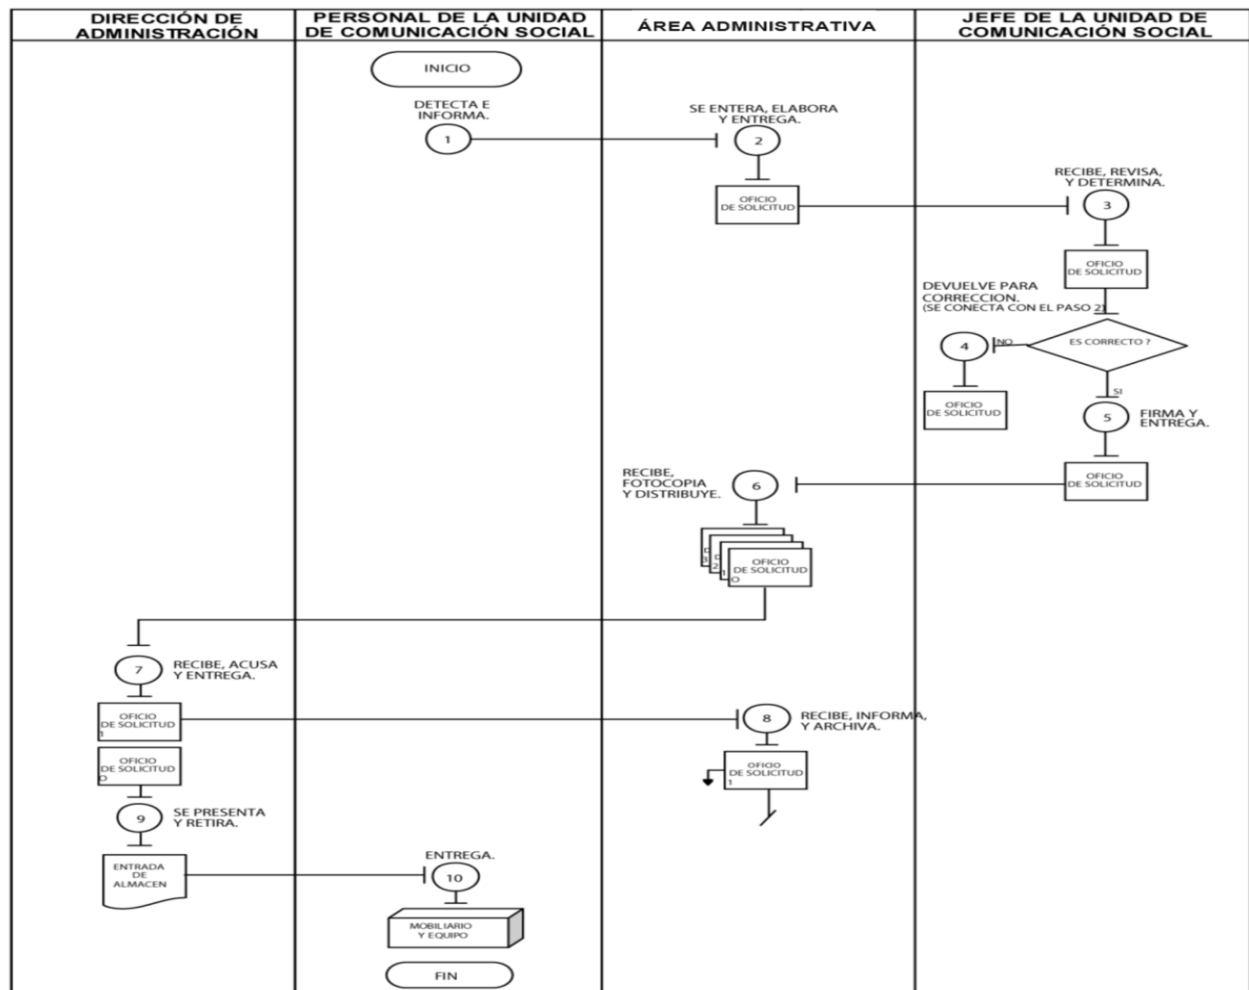 DIRECCIÓN DE
ADMINISTRACIÓN
PERSONAL DE LA UNIDAD
DE COMUNICACIÓN SOCIAL
ÁREA ADMINISTRATIVA
JEFE DE LA UNIDAD DE
COMUNICACIÓN SOCIAL
INICIO
DETECTA E
INFORMA.
1
SE ENTERA, ELABORA
Y ENTREGA.
2
OFICIO
DE SOLICITUD
RECIBE, REVISA,
Y DETERMINA.
3
OFICIO
DE SOLICITUD
DEVUELVE PARA
CORRECCION.
(SE CONECTA CON EL PASO 2)
4
NO
ES CORRECTO ?
OFICIO
DE SOLICITUD
SI
5
FIRMA Y
ENTREGA.
OFICIO
DE SOLICITUD
RECIBE,
FOTOCOPIA
Y DISTRIBUYE.
6
2
1
OFICIO
DE SOLICITUD
O
7
RECIBE, ACUSA
Y ENTREGA.
OFICIO
DE SOLICITUD
1
8
RECIBE, INFORMA,
Y ARCHIVA.
OFICIO
DE SOLICITUD
O
OFICIO
DE SOLICITUD
1
9
SE PRESENTA
Y RETIRA.
ENTRADA
DE
ALMACEN
ENTREGA.
10
MOBILIARIO
Y EQUIPO
FIN